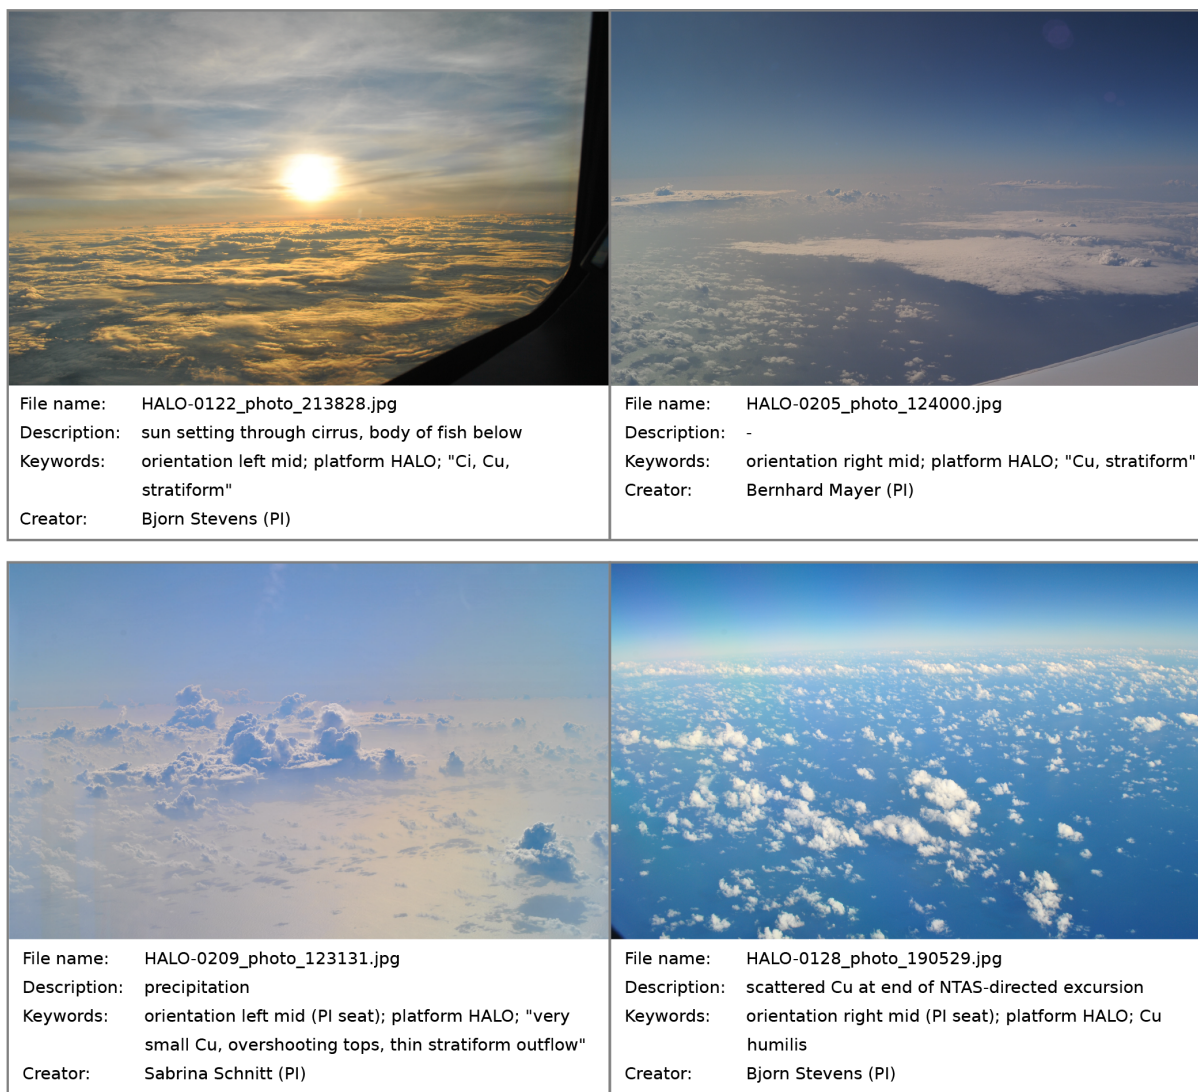 File name: HALO-0122_photo_213828.jpg
Description: sun setting through cirrus, body of fish below
Keywords: orientation left mid; platform HALO; "Ci, Cu,
stratiform"
Creator: Bjorn Stevens (PI)
File name: HALO-0205_photo_124000.jpg
Description: -
Keywords: orientation right mid; platform HALO; "Cu, stratiform"
Creator: Bernhard Mayer (PI)
File name: HALO-0209_photo_123131.jpg
Description: precipitation
Keywords: orientation left mid (PI seat); platform HALO; "very
small Cu, overshooting tops, thin stratiform outflow"
Creator: Sabrina Schnitt (PI)
File name: HALO-0128_photo_190529.jpg
Description: scattered Cu at end of NTAS-directed excursion
Keywords: orientation right mid (PI seat); platform HALO; Cu
humilis
Creator: Bjorn Stevens (PI)